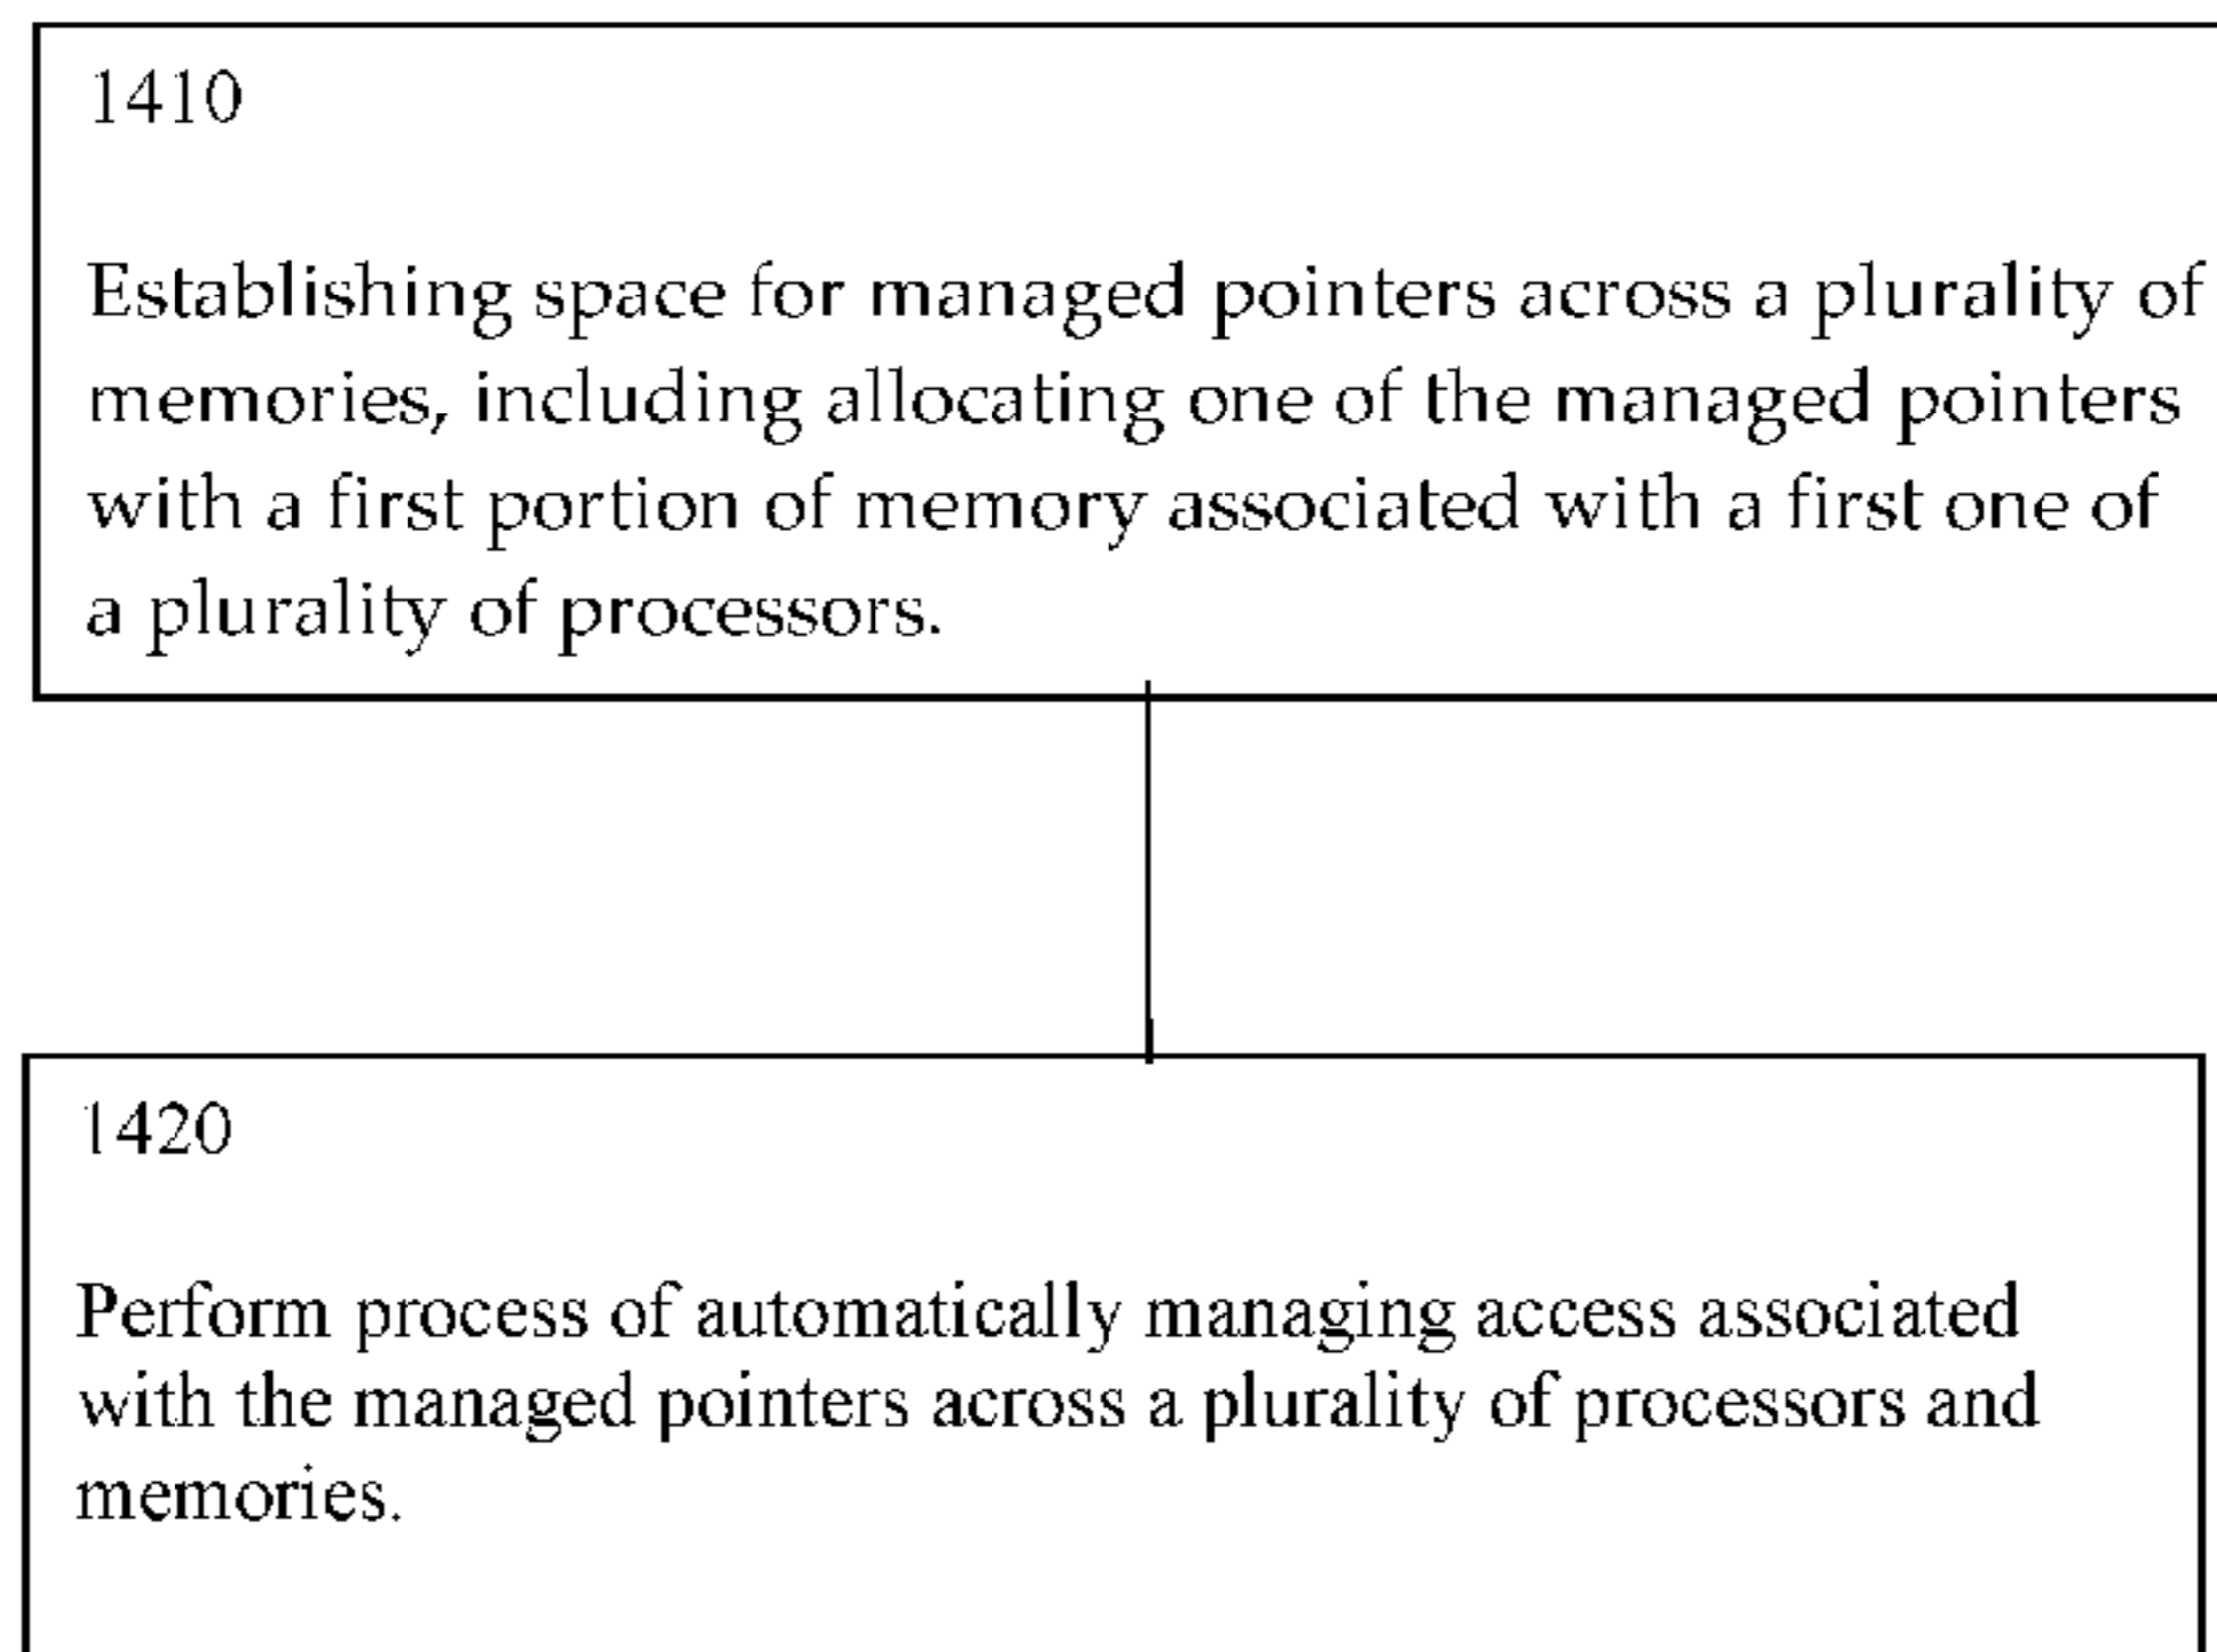 1410
Establishing space for managed pointers across a plurality of
memories, including allocating one of the managed pointers
with a first portion of memory associated with a first one of
a plurality of processors.
1420
Perform process of automatically managing access associated
with the managed pointers across a plurality of processors and
memories.